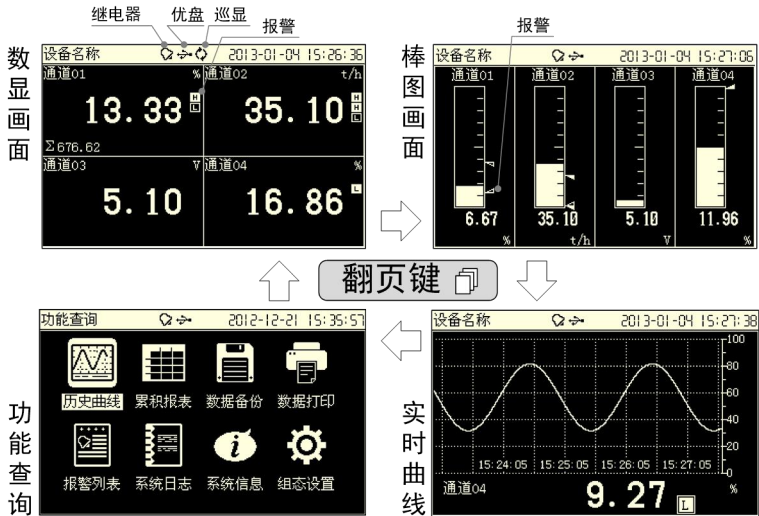 继电器 优盘 巡显
报警
数显画面
设备名称 2013-01-04 15:26:36
通道01 %
13.33 H L
Σ676.62
通道02 t/h
35.10 H H L
通道03 V
5.10
通道04 %
16.86 L
报警
棒图画面
设备名称 2013-01-04 15:27:06
通道01 通道02 通道03 通道04
6.67 35.10 5.10 11.96
% t/h V %
翻页键
功能查询
功能查询 2012-12-21 15:35:57
历史曲线 累积报表 数据备份 数据打印
报警列表 系统日志 系统信息 组态设置
实时曲线
设备名称 2013-01-04 15:27:38
100
80
60
40
20
0
15:24:05 15:25:05 15:26:05 15:27:05
通道04 9.27 L %